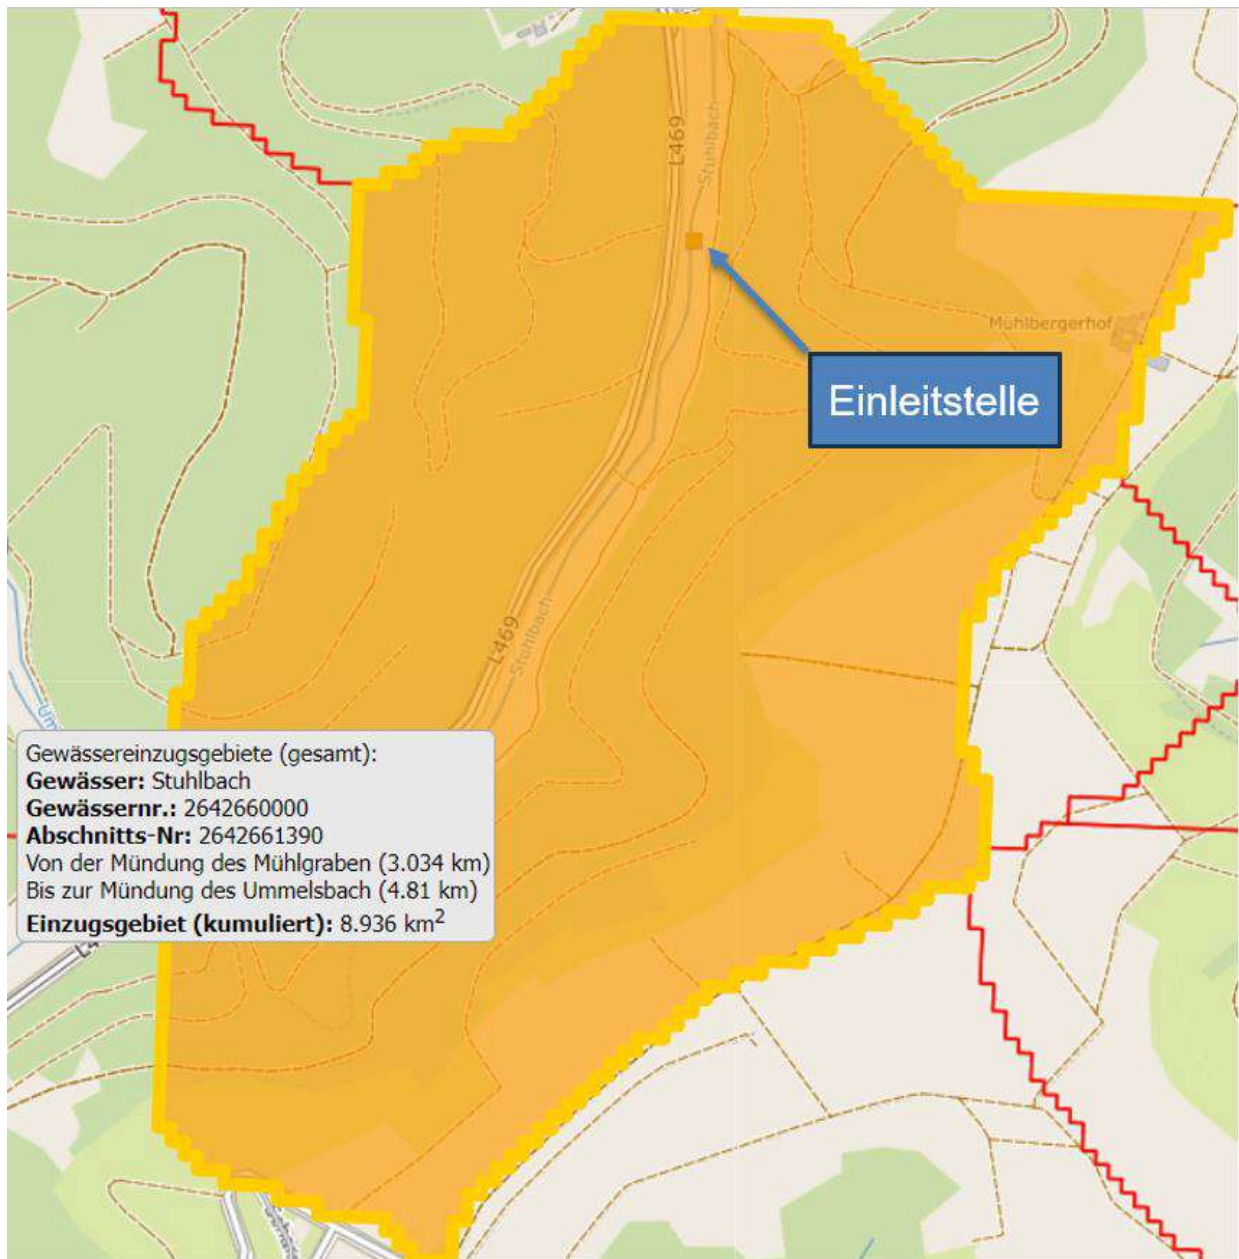 L469
Stuhlbach
Mühlbergerhof
Einleitstelle
L469
Stuhlbach
Um
Gewässereinzugsgebiete (gesamt):
Gewässer: Stuhlbach
Gewässernr.: 2642660000
Abschnitts-Nr: 2642661390
Von der Mündung des Mühlgraben (3.034 km)
Bis zur Mündung des Ummelsbach (4.81 km)
Einzugsgebiet (kumuliert): 8.936 km²